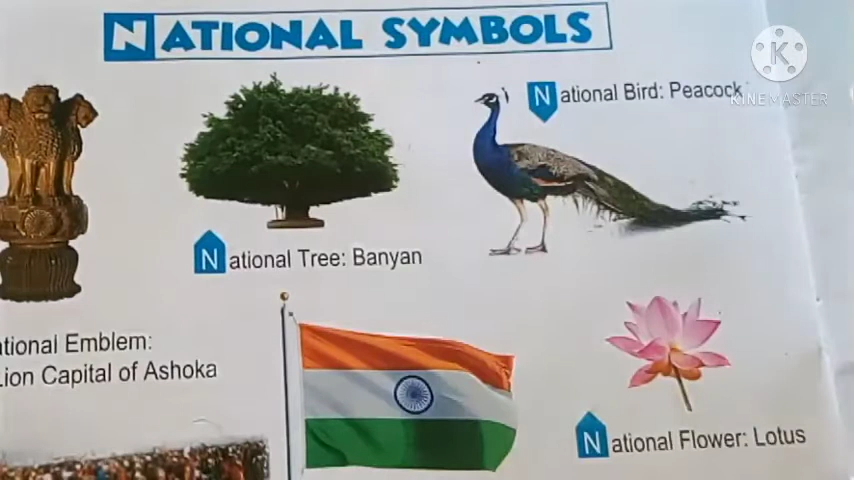 NATIONAL SYMBOLS
National Bird: Peacock
KINEMASTER
National Tree: Banyan
ational Emblem:
Lion Capital of Ashoka
National Flower: Lotus